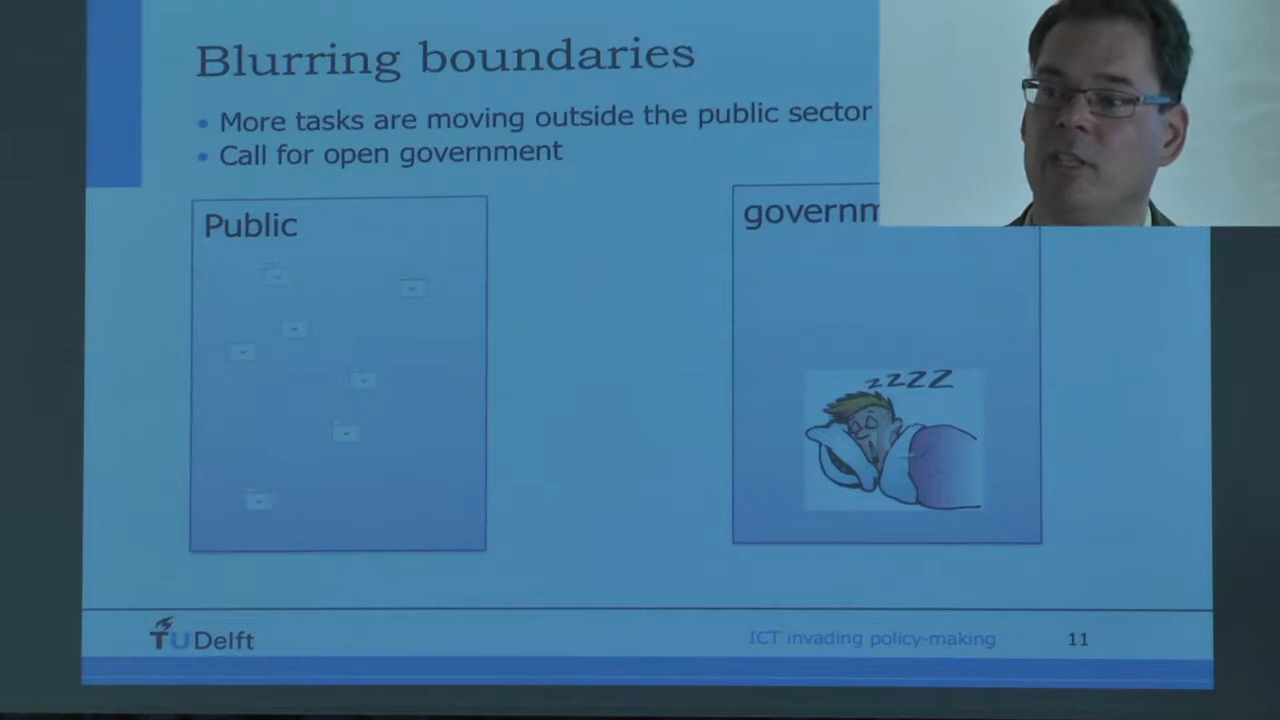 Blurring boundaries
• More tasks are moving outside the public sector
• Call for open government
Public
governm
zzzzz
TU Delft
ICT invading policy-making
11